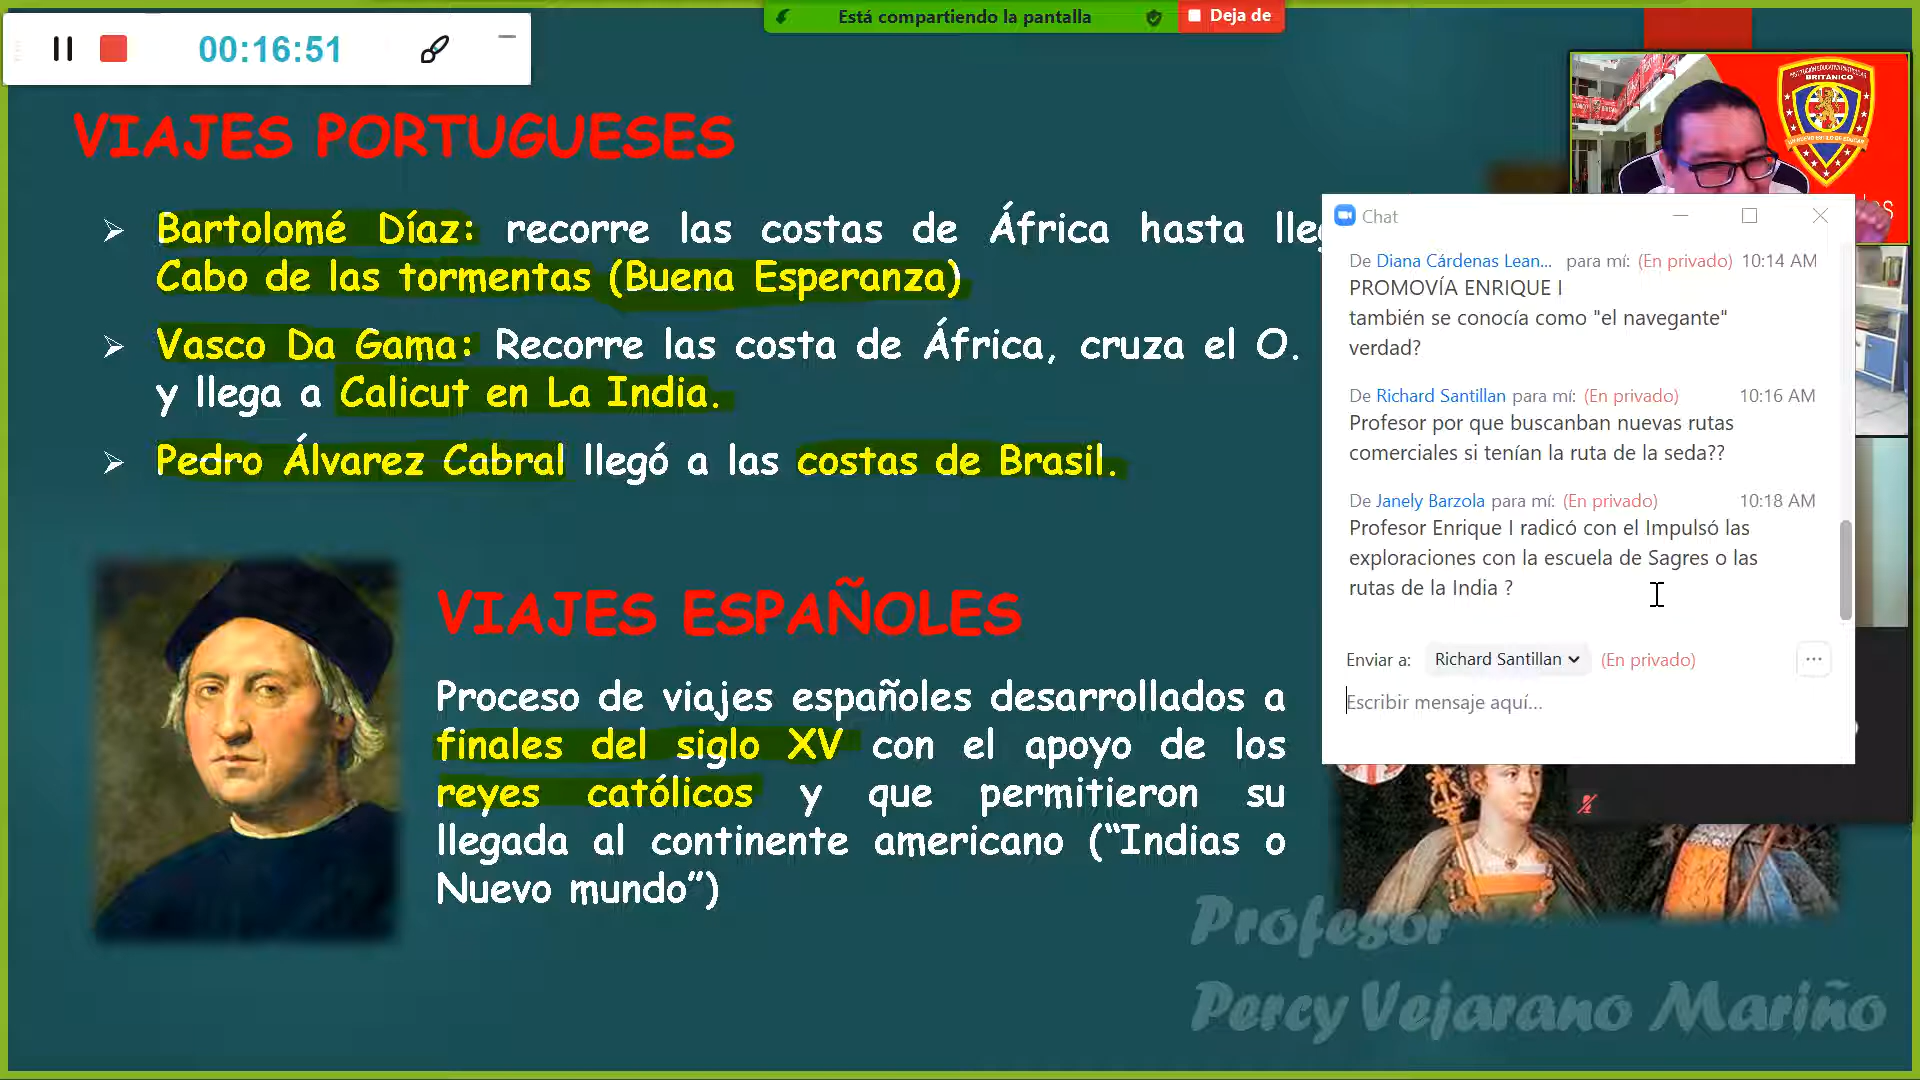 00:16:51
Está compartiendo la pantalla
Deja de
BRITÁNICO
VIAJES PORTUGUESES
Bartolomé Díaz: recorre las costas de África hasta lleg
Cabo de las tormentas (Buena Esperanza)
Vasco Da Gama: Recorre las costa de África, cruza el O.
y llega a Calicut en La India.
Pedro Álvarez Cabral llegó a las costas de Brasil.
VIAJES ESPAÑOLES
Proceso de viajes españoles desarrollados a
finales del siglo XV con el apoyo de los
reyes católicos y que permitieron su
llegada al continente americano (“Indias o
Nuevo mundo”)
Chat
De Diana Cárdenas Lean... para mí: (En privado) 10:14 AM
PROMOVÍA ENRIQUE I
también se conocía como "el navegante"
verdad?
De Richard Santillan para mí: (En privado) 10:16 AM
Profesor por que buscanban nuevas rutas
comerciales si tenían la ruta de la seda??
De Janely Barzola para mí: (En privado) 10:18 AM
Profesor Enrique I radicó con el Impulsó las
exploraciones con la escuela de Sagres o las
rutas de la India ?
Enviar a: Richard Santillan (En privado)
Escribir mensaje aquí...
Profesor
Percy Vejarano Mariño